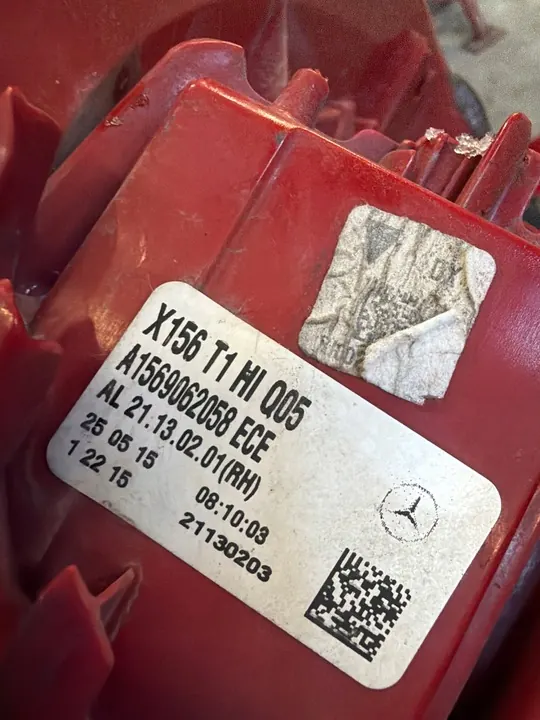 X156 T1 HI Q05
A1569062058 ECE
AL 21.13.02.01(RH)
25 05 15 08:10:03
1 22 15 21130203